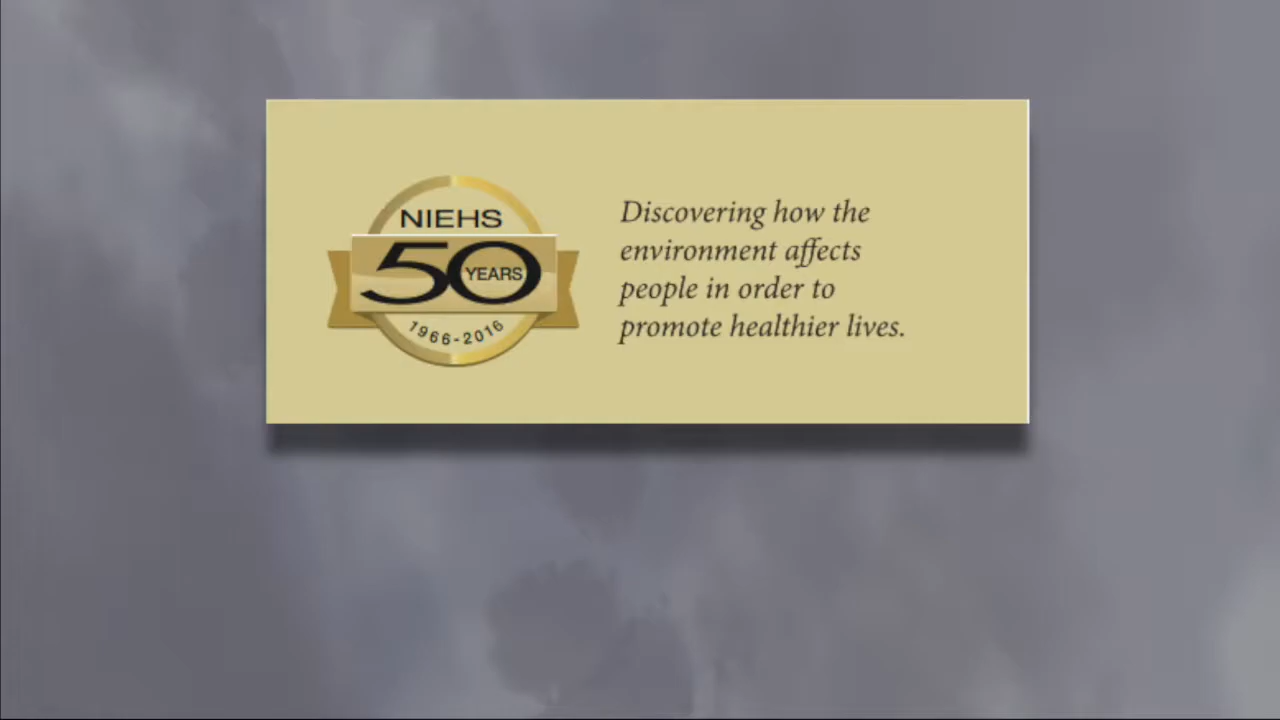 NIEHS
50 YEARS
1966-2016
Discovering how the
environment affects
people in order to
promote healthier lives.